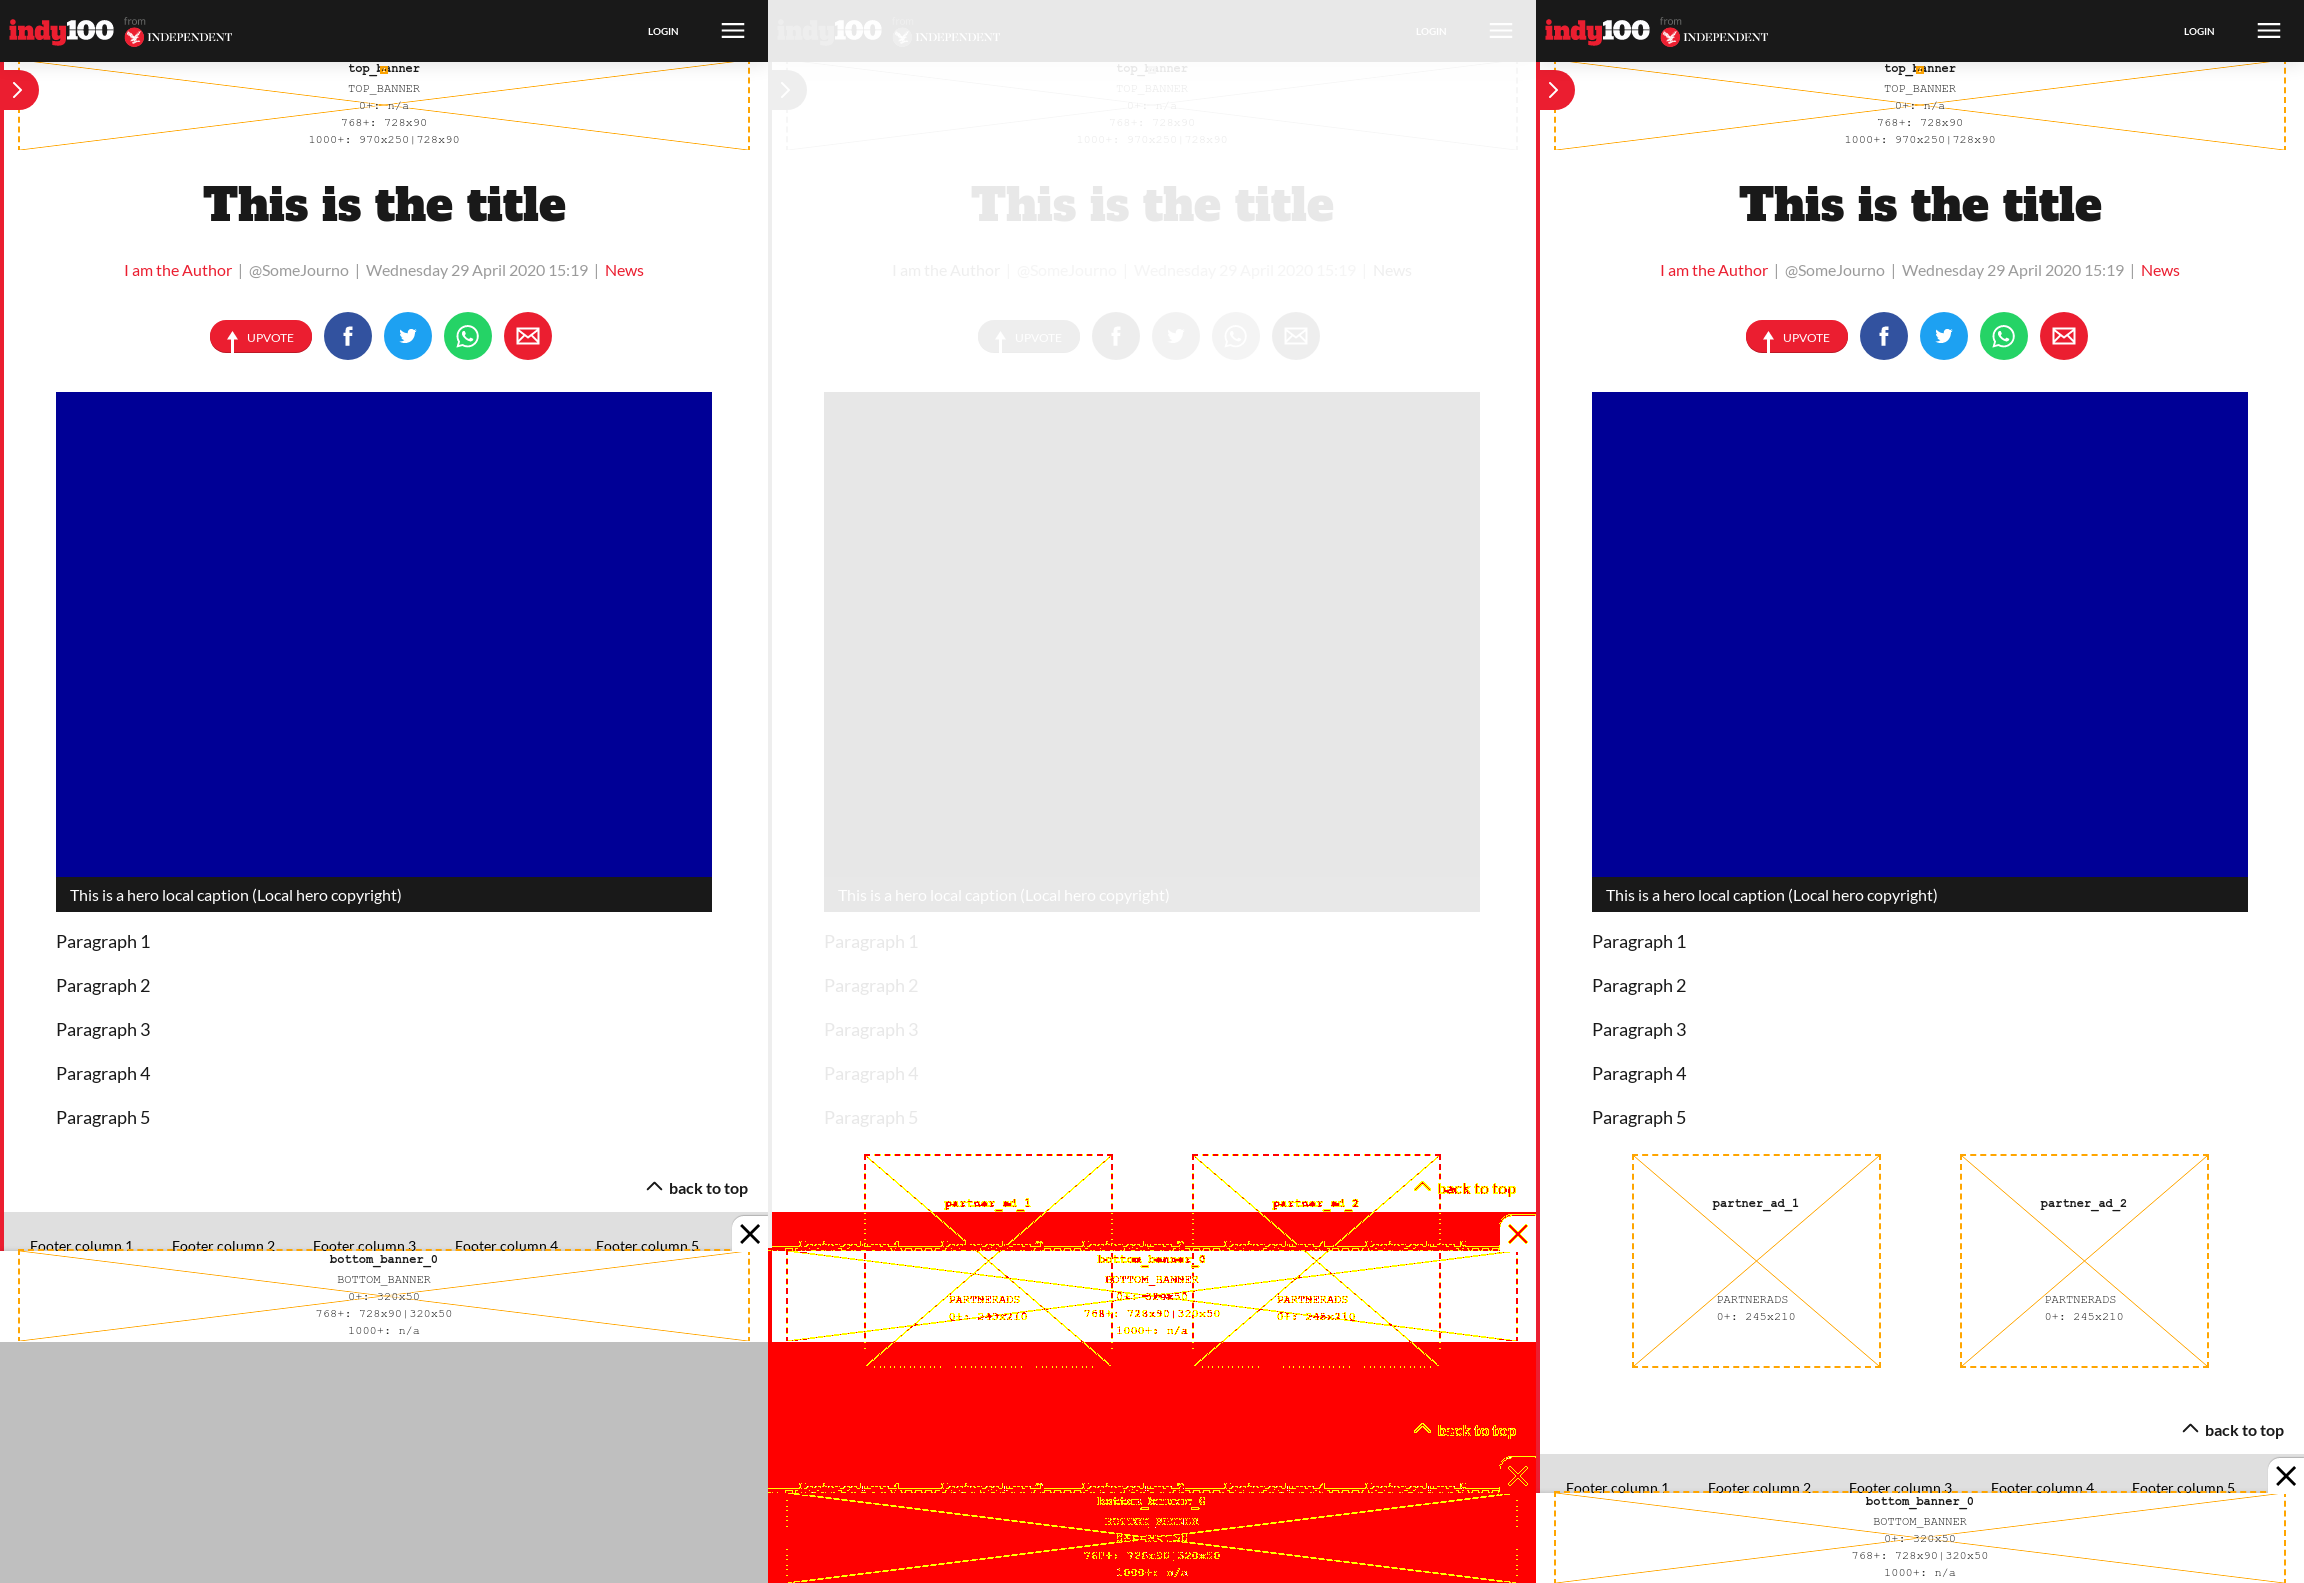 indy100
from
INDEPENDENT
LOGIN
top_banner
TOP_BANNER
0+: n/a
768+: 728x90
1000+: 970x250|728x90
This is the title
I am the Author | @SomeJourno | Wednesday 29 April 2020 15:19 | News
UPVOTE
This is a hero local caption (Local hero copyright)
Paragraph 1
Paragraph 2
Paragraph 3
Paragraph 4
Paragraph 5
back to top
Footer column 1 Footer column 2 Footer column 3 Footer column 4 Footer column 5
bottom_banner_0
BOTTOM_BANNER
0+: 320x50
768+: 728x90|320x50
1000+: n/a
indy100
from
INDEPENDENT
LOGIN
top_banner
TOP_BANNER
0+: n/a
768+: 728x90
1000+: 970x250|728x90
This is the title
I am the Author | @SomeJourno | Wednesday 29 April 2020 15:19 | News
UPVOTE
This is a hero local caption (Local hero copyright)
Paragraph 1
Paragraph 2
Paragraph 3
Paragraph 4
Paragraph 5
partner_ad_1 partner_ad_2
back to top
bottom_banner_0
BOTTOM_BANNER
PARTNERADS PARTNERADS
0+: 320x50
768+: 728x90|320x50
0+: 245x210 0+: 245x210
1000+: n/a
back to top
bottom_banner_0
BOTTOM_BANNER
0+: 320x50
768+: 728x90|320x50
1000+: n/a
indy100
from
INDEPENDENT
LOGIN
top_banner
TOP_BANNER
0+: n/a
768+: 728x90
1000+: 970x250|728x90
This is the title
I am the Author | @SomeJourno | Wednesday 29 April 2020 15:19 | News
UPVOTE
This is a hero local caption (Local hero copyright)
Paragraph 1
Paragraph 2
Paragraph 3
Paragraph 4
Paragraph 5
partner_ad_1 partner_ad_2
PARTNERADS PARTNERADS
0+: 245x210 0+: 245x210
back to top
Footer column 1 Footer column 2 Footer column 3 Footer column 4 Footer column 5
bottom_banner_0
BOTTOM_BANNER
0+: 320x50
768+: 728x90|320x50
1000+: n/a